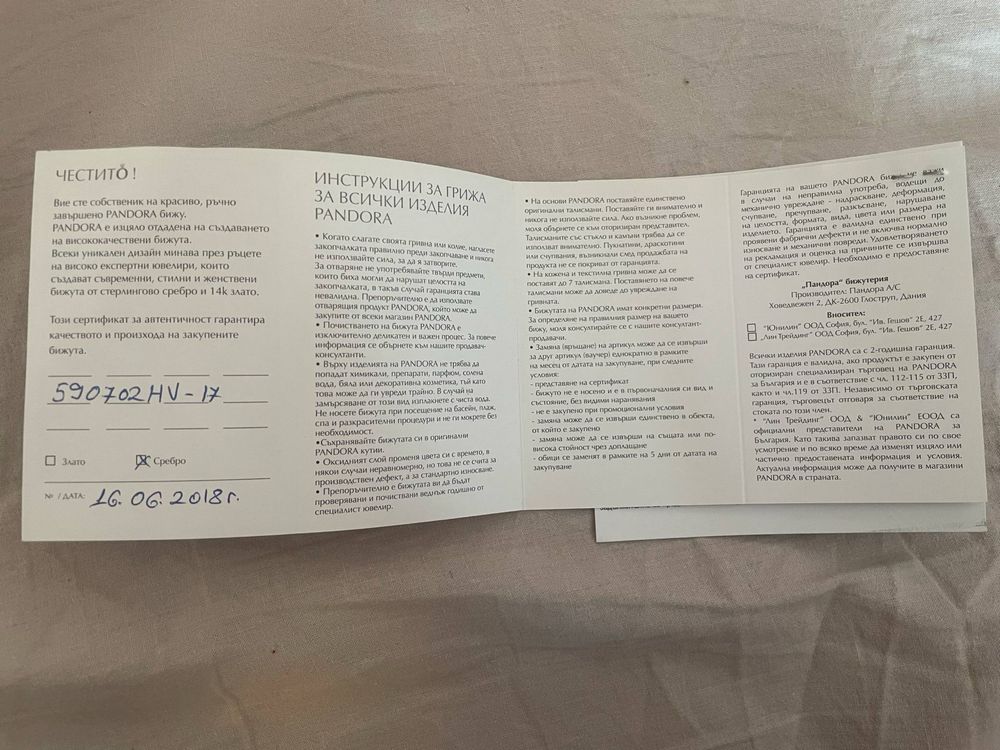 ЧЕСТИТО !
Вие сте собственик на красиво, ръчно
завършено PANDORA бижу.
PANDORA е изцяло отдадена на създаването
на висококачествени бижута.
Всеки уникален дизайн минава през ръцете
на високо експертни ювелири, които
създават съвременни, стилни и женствени
бижута от стерлингово сребро и 14k злато.
Този сертификат за автентичност гарантира
качеството и произхода на закупените
бижута.
590702HV-17
Злато
Сребро
№ / ДАТА: 16.06.2018г.
ИНСТРУКЦИИ ЗА ГРИЖА
ЗА ВСИЧКИ ИЗДЕЛИЯ
PANDORA
• Когато слагате своята гривна или колие, нагласете
закопчалката правилно преди закопчаване и никога
не използвайте сила, за да я затворите.
За отваряне не употребявайте твърди предмети,
които биха могли да нарушат целостта на
закопчалката, в такъв случай гаранцията става
невалидна. Препоръчително е да използвате
отварящия продукт PANDORA, който може да
закупите от всеки магазин PANDORA.
• Почистването на бижута PANDORA е
изключително деликатен и важен процес. За повече
информация се обърнете към нашите продавач-
консултанти.
• Върху изделията на PANDORA не трябва да
попадат химикали, препарати, парфюм, солена
вода, бяла или декоративна козметика, тъй като
това може да ги увреди трайно. В случай на
замърсяване от този вид изплакнете с чиста вода.
Не носете бижута при посещение на басейн, плаж,
спа и разкрасителни процедури и не ги мокрете без
необходимост.
•Съхранявайте бижутата си в оригинални
PANDORA кутии.
• Оксидният слой променя цвета си с времето, в
някои случаи неравномерно, но това не се счита за
производствен дефект, а за стандартно износване.
• Препоръчително е бижутата ви да бъдат
проверявани и почиствани веднъж годишно от
специалист ювелир.
• На основи PANDORA поставяйте единствено
оригинални талисмани. Поставяйте ги внимателно и
никога не използвайте сила. Ако възникне проблем,
моля обърнете се към оторизиран представител.
Талисманите със стъкло и камъни трябва да се
използват внимателно. Пукнатини, драскотини
или счупвания, възникнали след продажбата на
продукта не се покриват от гаранцията.
• На кожена и текстилна гривна може да се
поставят до 7 талисмана. Поставянето на повече
талисмани може да доведе до увреждане на
гривната.
• Бижутата на PANDORA имат конкретни размери.
За определяне на правилния размер на вашето
бижу, моля консултирайте се с нашите консултант-
продавачи.
• Замяна (връщане) на артикул може да се извърши
за друг артикул (ваучер) еднократно в рамките
на месец от датата на закупуване, при следните
условия:
- представяне на сертификат
- бижуто не е носено и е в първоначалния си вид и
състояние, без видими наранявания
- не е закупено при промоционални условия
- замяна може да се извърши единствено в обекта,
от който е закупено
- замяна може да се извърши на същата или по-
висока стойност чрез доплащане
- обици се заменят в рамките на 5 дни от датата на
закупуване
Гаранцията на вашето PANDORA
в случаи на неправилна употреба, водещи до
механично увреждане - надраскване, деформация,
счупване, пречупване, разкъсване, нарушаване
на целостта, формата, вида, цвета или размера на
изделието. Гаранцията е валидна единствено при
проявени фабрични дефекти и не включва нормално
износване и механични повреди. Удовлетворяването
на рекламация и оценка на причините се извършва
от специалист ювелир. Необходимо е предоставяне
на сертификат.
„Пандора“ бижутерия
Производител: Пандора А/С
Ховедвежен 2, ДК-2600 Глоструп, Дания
Вносител:
"Юнилин" ООД София, бул. "Ив. Гешов" 2Е, 427
„Лин Трейдинг" ООД София, бул. "Ив. Гешов" 2Е, 427
Всички изделия PANDORA са с 2-годишна гаранция.
Тази гаранция е валидна, ако продуктът е закупен от
оторизиран специализиран търговец на PANDORA
за България и е в съответствие с чл. 112-115 от ЗЗП,
както и чл.119 от ЗЗП. Независимо от търговската
гаранция, търговецът отговаря за съответствие на
стоката по този член.
* "Лин Трейдинг" ООД & "Юнилин" ЕООД са
официални представители на PANDORA за
България. Като такива запазват правото си по свое
усмотрение и по всяко време да изменят изцяло или
частично предоставената информация и условия.
Актуална информация може да получите в магазини
PANDORA в страната.